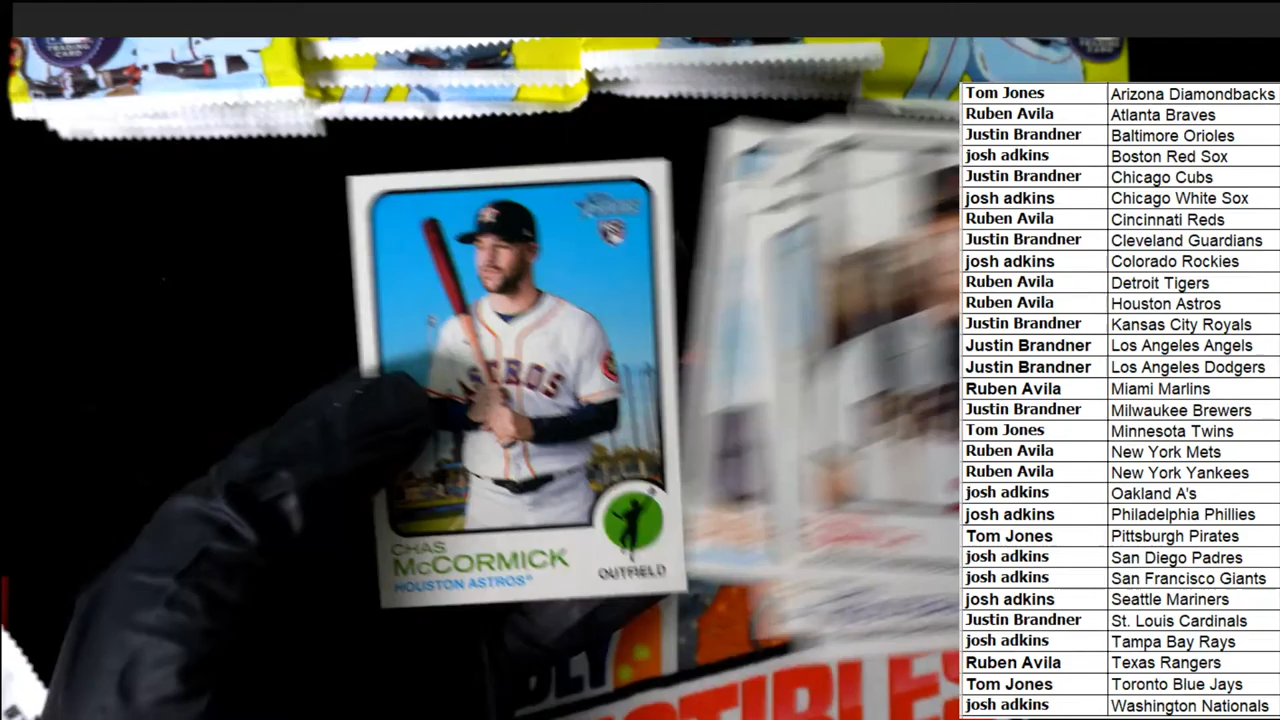 TRADING CARD
Tom Jones Arizona Diamondbacks
Ruben Avila Atlanta Braves
Justin Brandner Baltimore Orioles
josh adkins Boston Red Sox
Justin Brandner Chicago Cubs
josh adkins Chicago White Sox
Ruben Avila Cincinnati Reds
Justin Brandner Cleveland Guardians
josh adkins Colorado Rockies
Ruben Avila Detroit Tigers
Ruben Avila Houston Astros
Justin Brandner Kansas City Royals
Justin Brandner Los Angeles Angels
Justin Brandner Los Angeles Dodgers
Ruben Avila Miami Marlins
Justin Brandner Milwaukee Brewers
Tom Jones Minnesota Twins
Ruben Avila New York Mets
Ruben Avila New York Yankees
josh adkins Oakland A's
josh adkins Philadelphia Phillies
Tom Jones Pittsburgh Pirates
josh adkins San Diego Padres
josh adkins San Francisco Giants
josh adkins Seattle Mariners
Justin Brandner St. Louis Cardinals
josh adkins Tampa Bay Rays
Ruben Avila Texas Rangers
Tom Jones Toronto Blue Jays
josh adkins Washington Nationals
ASTROS
CHAS
McCORMICK
HOUSTON ASTROS®
OUTFIELD